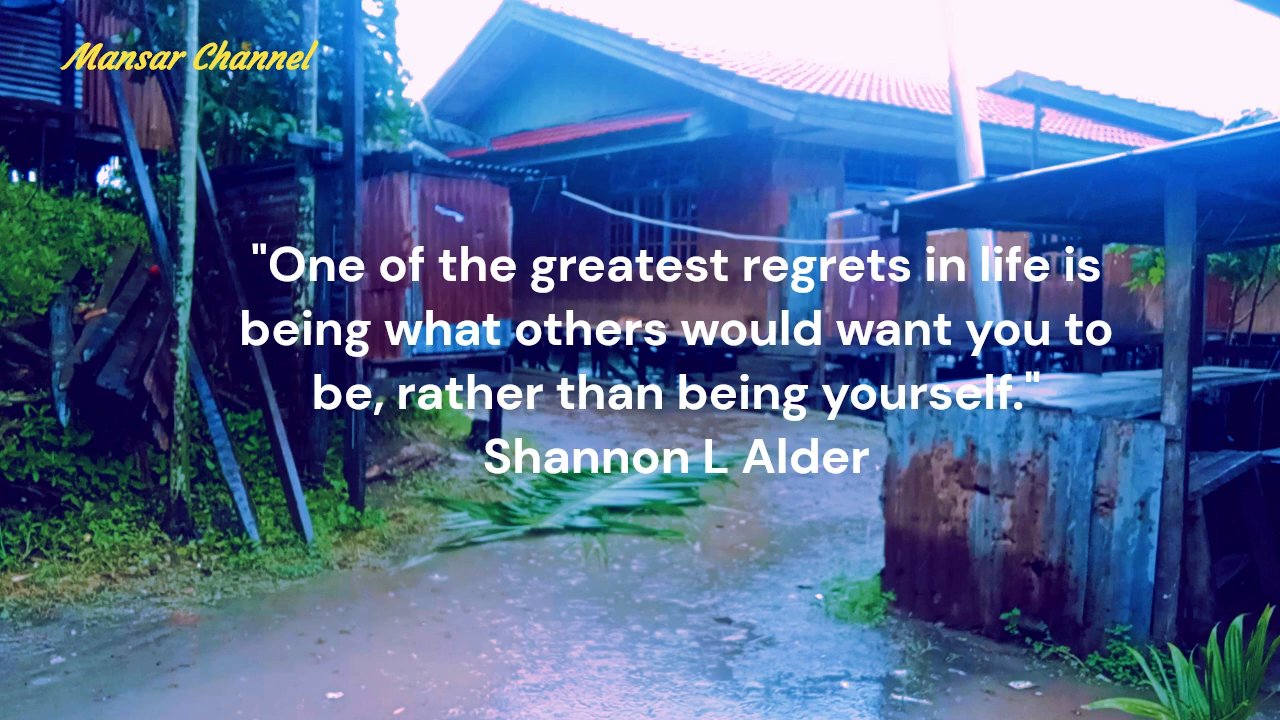 Mansar Channel
"One of the greatest regrets in life is
being what others would want you to
be, rather than being yourself."
Shannon L Alder